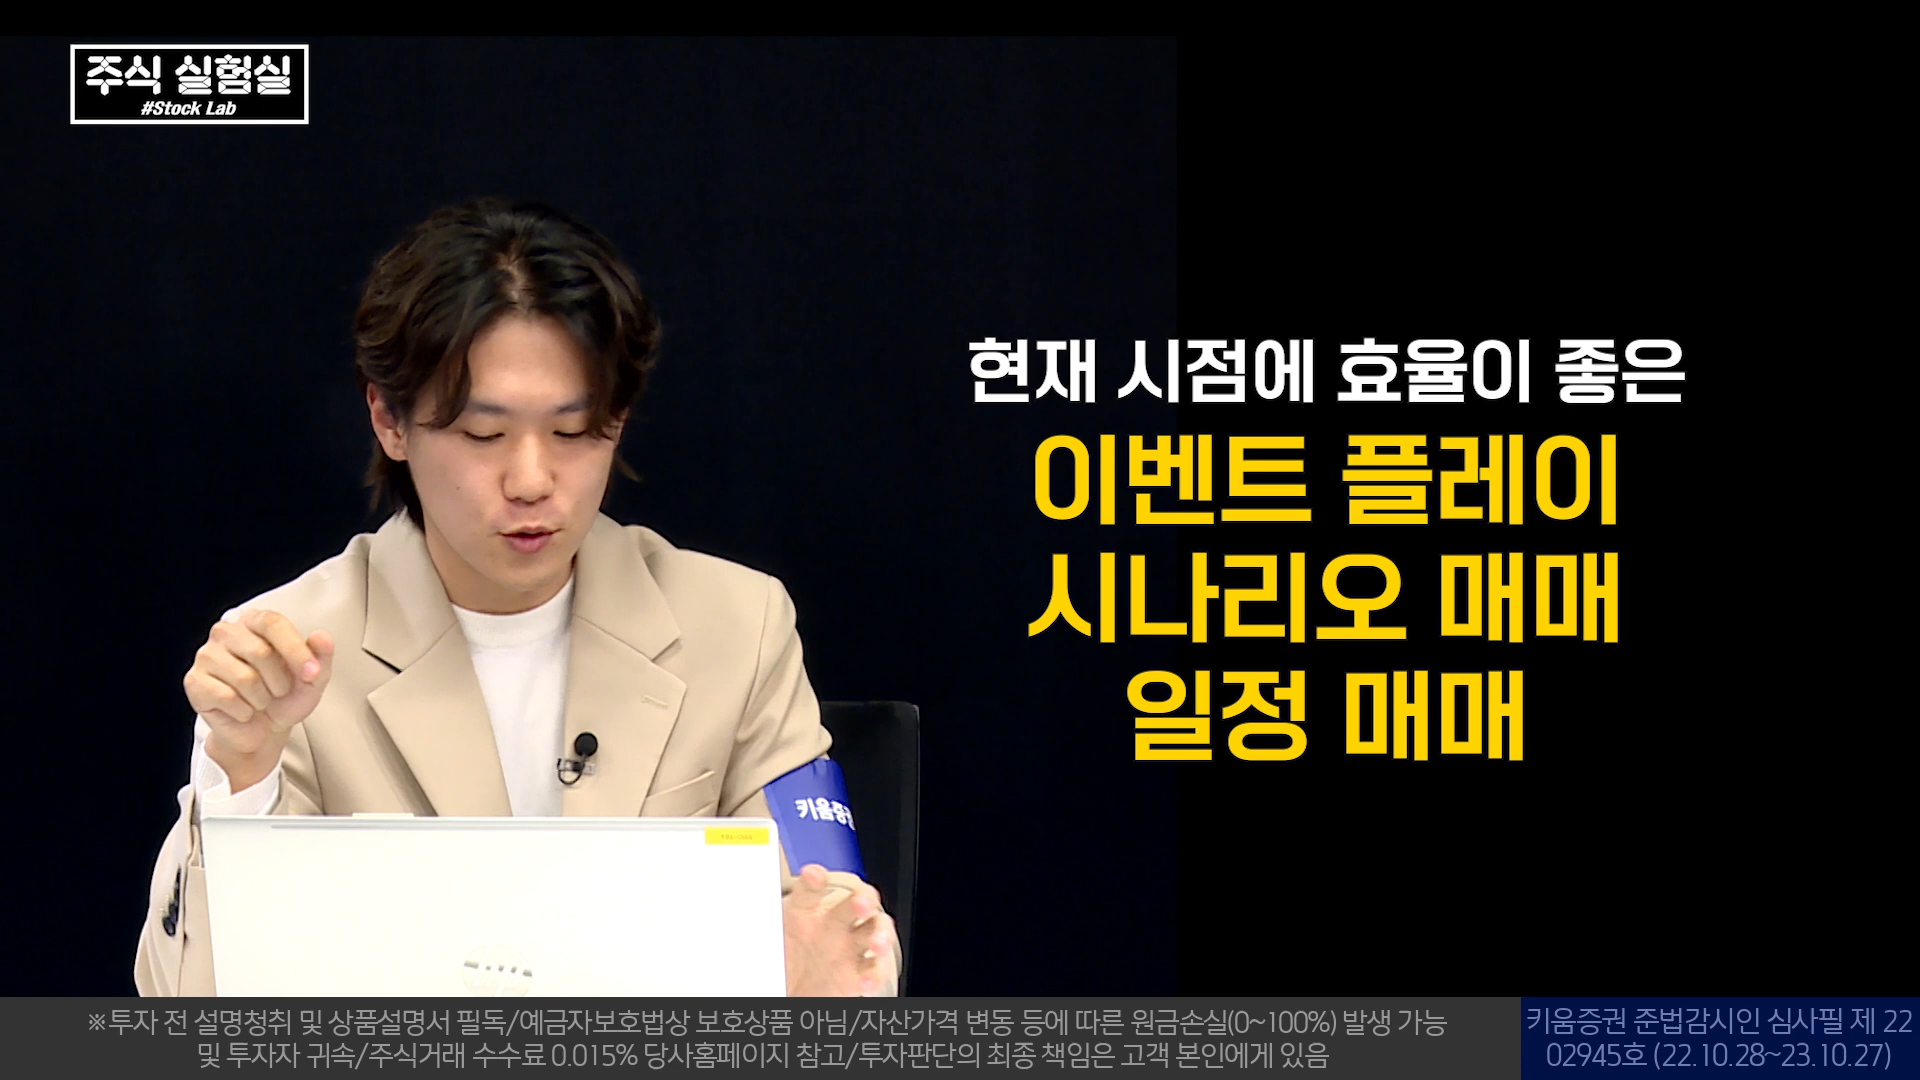 주식 실험실
#Stock Lab
현재 시점에 효율이 좋은
이벤트 플레이
시나리오 매매
일정 매매
키움증권
※투자 전 설명청취 및 상품설명서 필독/예금자보호법상 보호상품 아님/자산가격 변동 등에 따른 원금손실(0~100%) 발생 가능
및 투자자 귀속/주식거래 수수료 0.015% 당사홈페이지 참고/투자판단의 최종 책임은 고객 본인에게 있음
키움증권 준법감시인 심사필 제 22
02945호 (22.10.28~23.10.27)